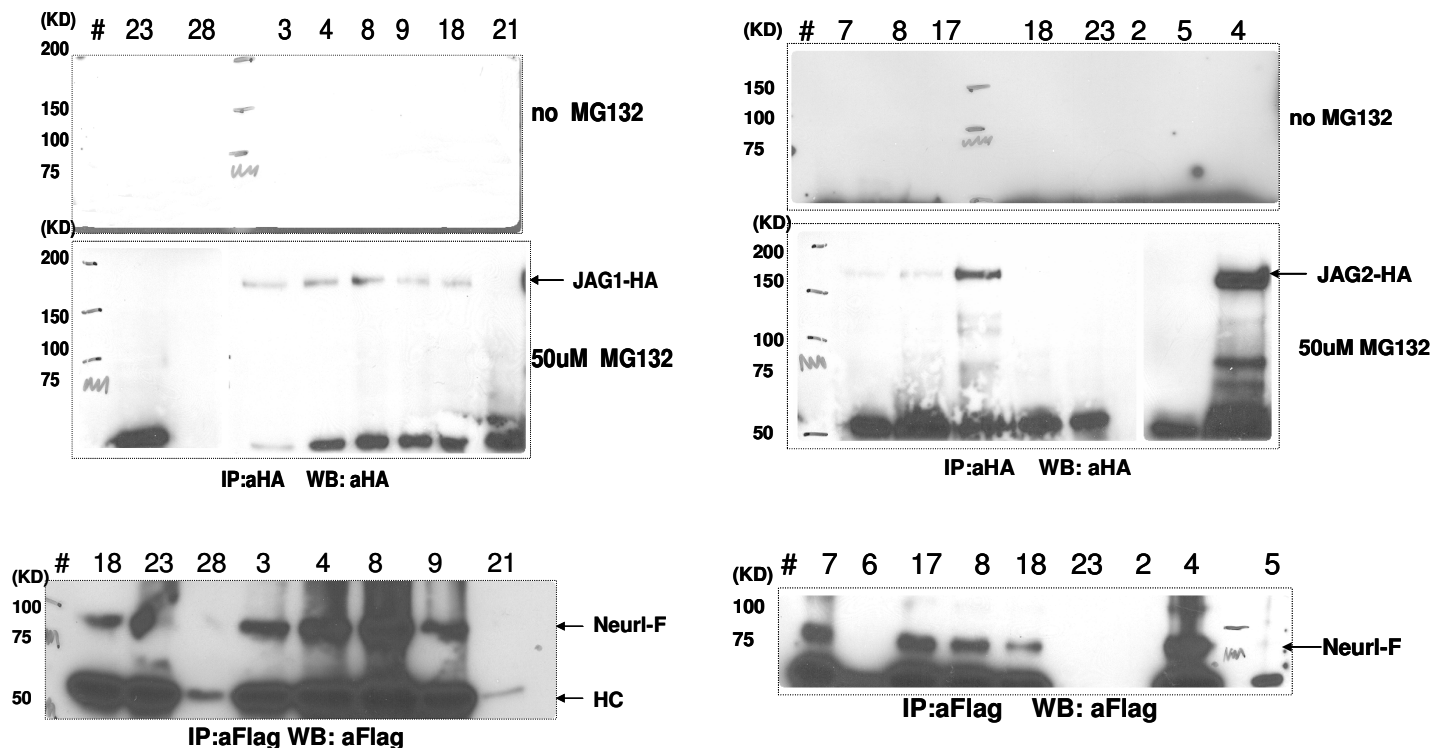 (KD) # 23 28 3 4 8 9 18 21
200
150
100
75
no MG132
(KD)
200
150
100
75
JAG1-HA
50uM MG132
IP:aHA WB: aHA
(KD) # 7 8 17 18 23 2 5 4
150
100
75
no MG132
(KD)
200
150
100
75
50
JAG2-HA
50uM MG132
IP:aHA WB: aHA
# 18 23 28 3 4 8 9 21
(KD)
100
75
50
Neurl-F
HC
IP:aFlag WB: aFlag
(KD) # 7 6 17 8 18 23 2 4 5
100
75
Neurl-F
IP:aFlag WB: aFlag